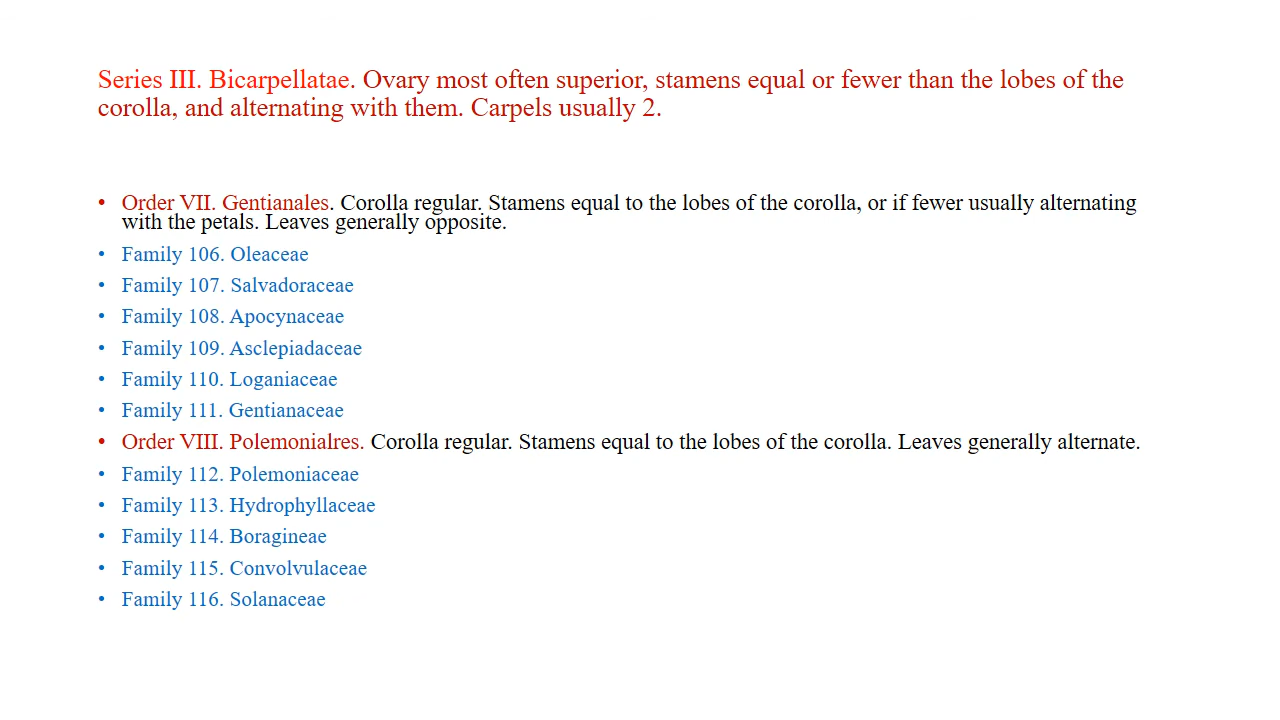 Series III. Bicarpellatae. Ovary most often superior, stamens equal or fewer than the lobes of the
corolla, and alternating with them. Carpels usually 2.
• Order VII. Gentianales. Corolla regular. Stamens equal to the lobes of the corolla, or if fewer usually alternating
with the petals. Leaves generally opposite.
• Family 106. Oleaceae
• Family 107. Salvadoraceae
• Family 108. Apocynaceae
• Family 109. Asclepiadaceae
• Family 110. Loganiaceae
• Family 111. Gentianaceae
• Order VIII. Polemonialres. Corolla regular. Stamens equal to the lobes of the corolla. Leaves generally alternate.
• Family 112. Polemoniaceae
• Family 113. Hydrophyllaceae
• Family 114. Boragineae
• Family 115. Convolvulaceae
• Family 116. Solanaceae